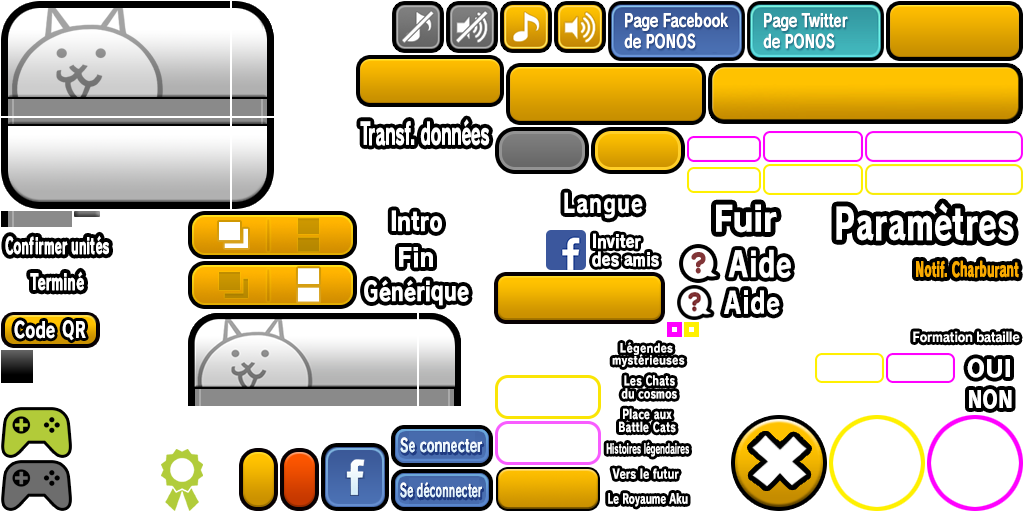 Page Facebook
de PONOS
Page Twitter
de PONOS
Transf. données
Langue
Intro
Fuir
Paramètres
Confirmer unités
Inviter
des amis
Fin
Aide
Notif. Charburant
Terminé
Générique
Aide
Code QR
Formation bataille
Légendes
mystérieuses
OUI
Les Chats
du cosmos
NON
Place aux
Battle Cats
Se connecter
Histoires légendaires
Vers le futur
Se déconnecter
Le Royaume Aku